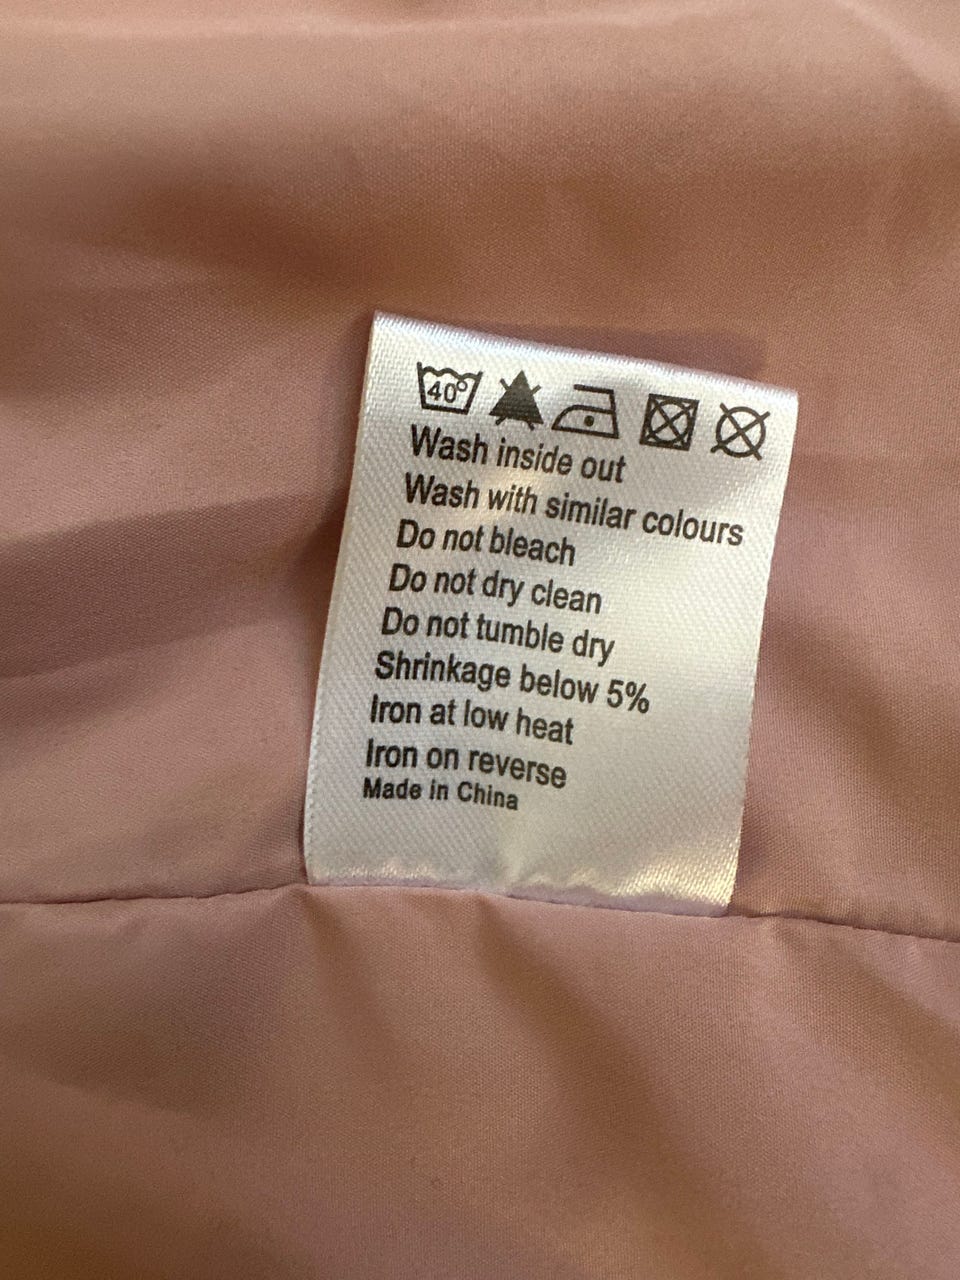 40°
Wash inside out
Wash with similar colours
Do not bleach
Do not dry clean
Do not tumble dry
Shrinkage below 5%
Iron at low heat
Iron on reverse
Made in China